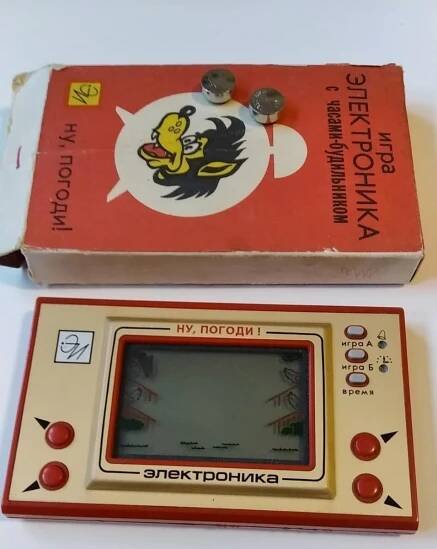 игра
ЭЛЕКТРОНИКА
с часами-будильником
ну, погоди!
НУ, ПОГОДИ!
игра А
игра Б
время
электроника